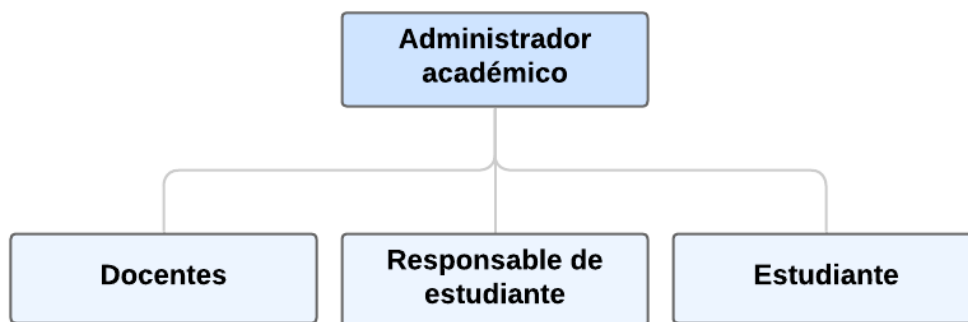 Administrador
académico
Docentes
Responsable de
estudiante
Estudiante